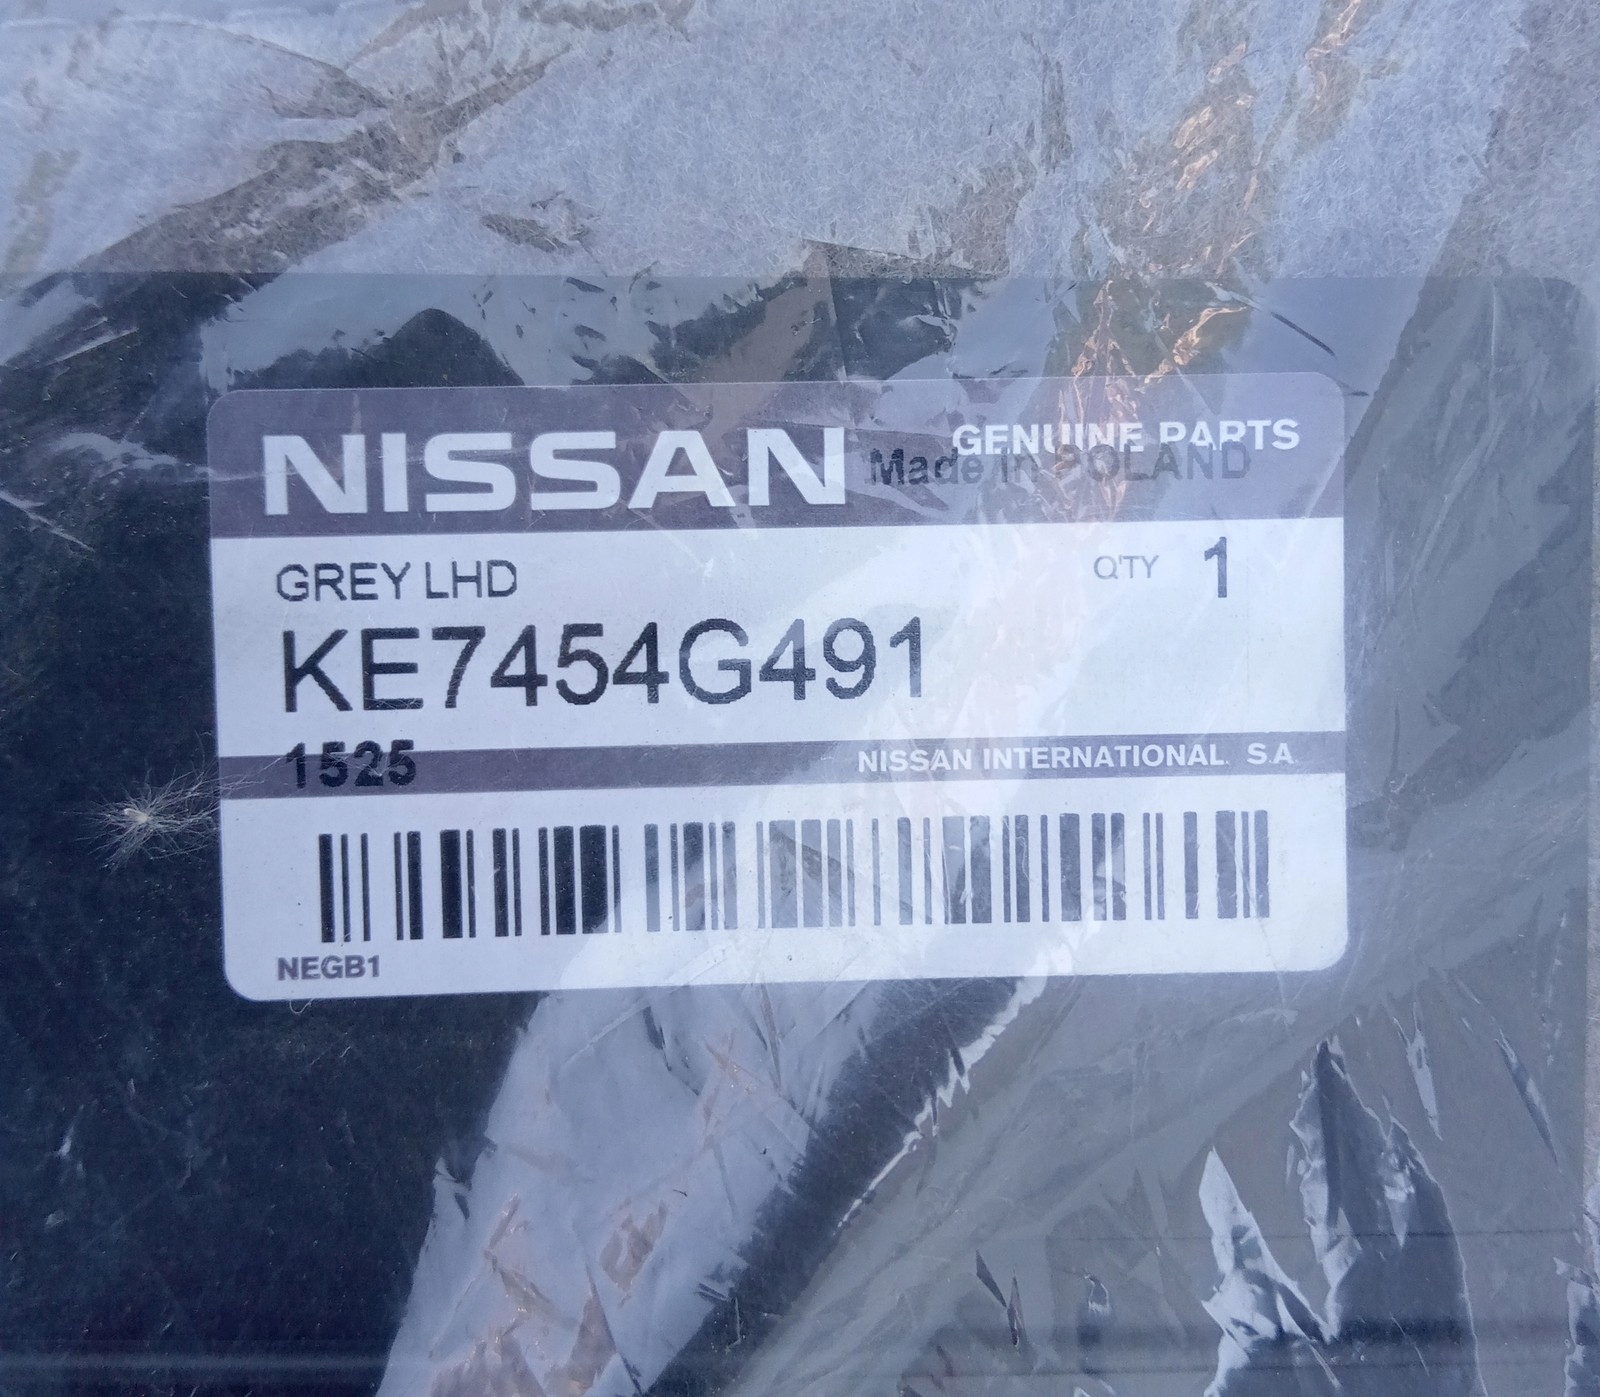 NISSAN
GENUINE PARTS
Made in POLAND
GREY LHD
Q'TY 1
KE7454G491
1525
NISSAN INTERNATIONAL. S.A
NEGB1